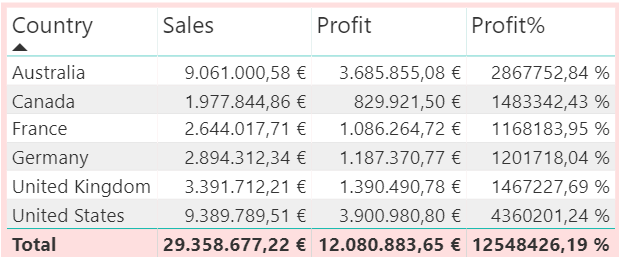 Country Sales Profit Profit%
Australia 9.061.000,58 € 3.685.855,08 € 2867752,84 %
Canada 1.977.844,86 € 829.921,50 € 1483342,43 %
France 2.644.017,71 € 1.086.264,72 € 1168183,95 %
Germany 2.894.312,34 € 1.187.370,77 € 1201718,04 %
United Kingdom 3.391.712,21 € 1.390.490,78 € 1467227,69 %
United States 9.389.789,51 € 3.900.980,80 € 4360201,24 %
Total 29.358.677,22 € 12.080.883,65 € 12548426,19 %